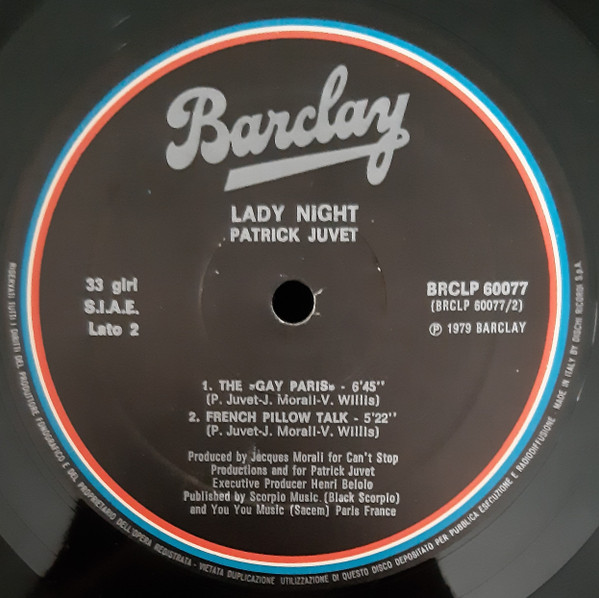 Barclay
LADY NIGHT
PATRICK JUVET
33 giri
S.I.A.E.
Lato 2
BRCLP 60077
(BRCLP 60077/2)
℗ 1979 BARCLAY
1. THE »GAY PARIS» - 6'45''
(P. Juvet-J. Morali-V. Willis)
2. FRENCH PILLOW TALK - 5'22''
(P. Juvet-J. Morali-V. Willis)
Produced by Jacques Morali for Can't Stop
Productions and for Patrick Juvet
Executive Producer Henri Belolo
Published by Scorpio Music (Black Scorpio)
and You You Music (Sacem) Paris France
RISERVATI TUTTI I DIRITTI DEL PRODUTTORE FONOGRAFICO E DEL PROPRIETARIO DELL'OPERA REGISTRATA - VIETATA DUPLICAZIONE UTILIZZAZIONE DI QUESTO DISCO DEPOSITATO PER PUBBLICA ESECUZIONE E RADIODIFFUSIONE. MADE IN ITALY BY DISCHI RICORDI S.p.A.